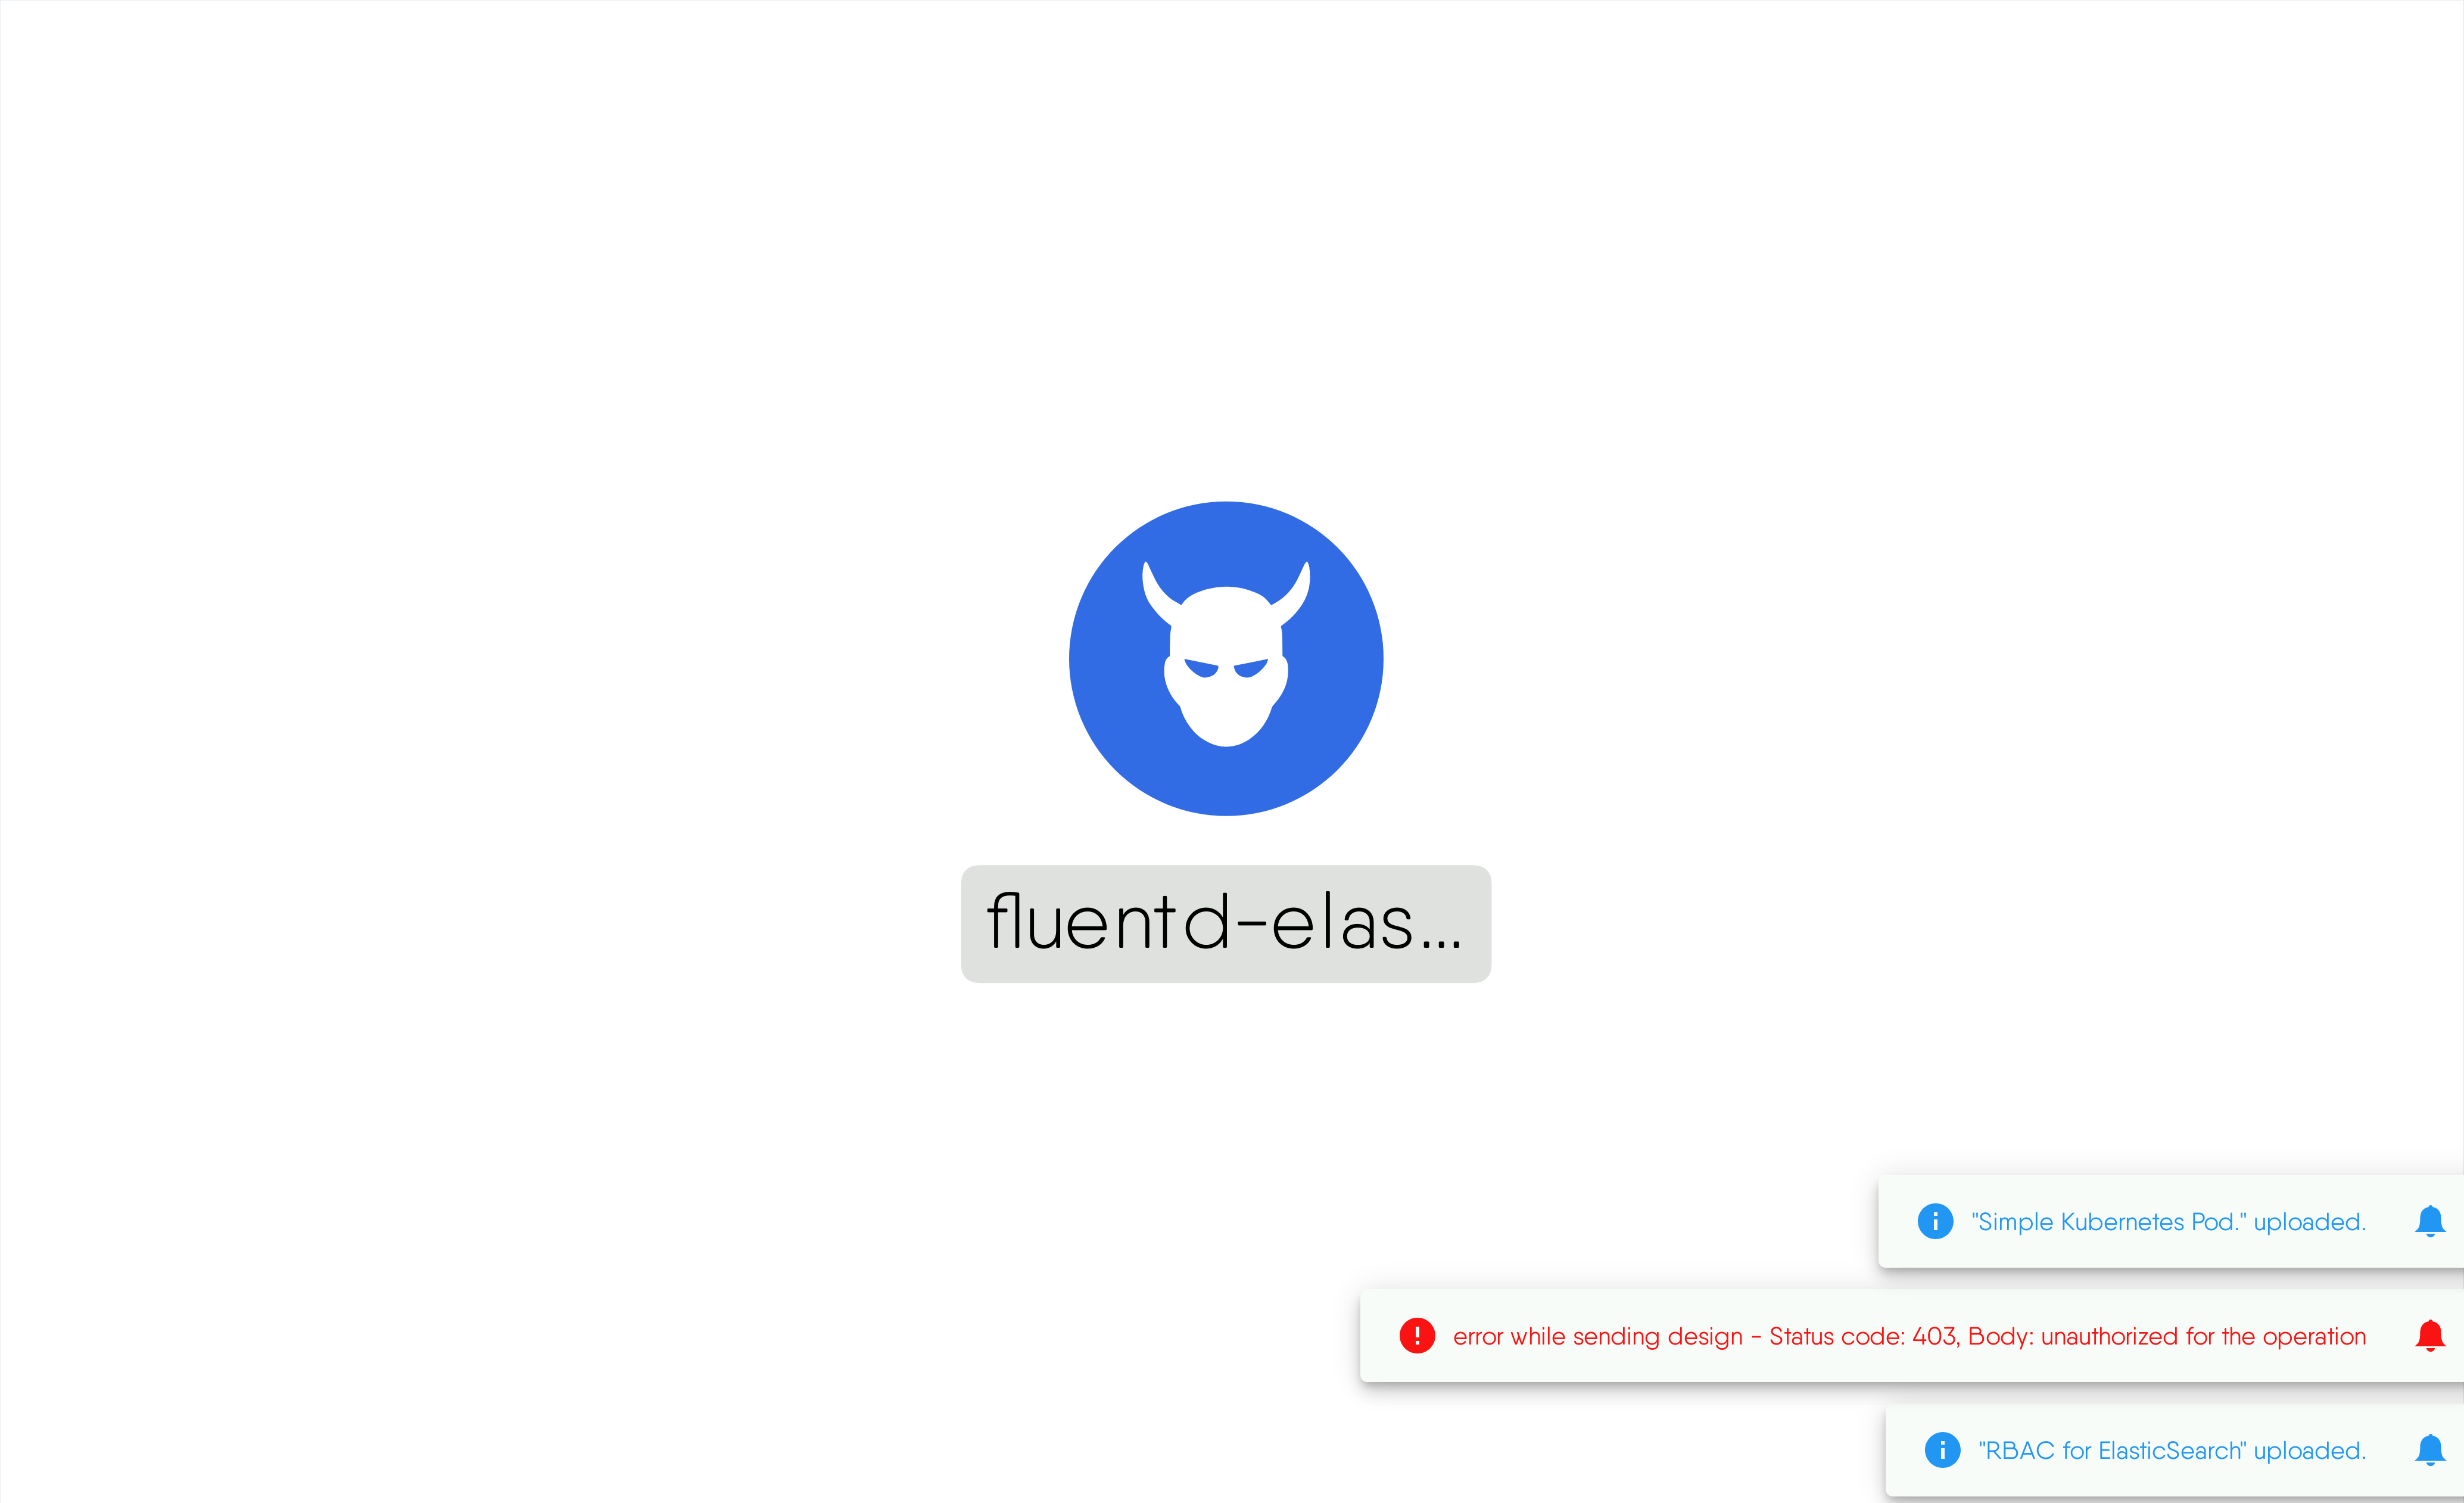 fluentd-elas...
"Simple Kubernetes Pod." uploaded.
error while sending design - Status code: 403, Body: unauthorized for the operation
"RBAC for ElasticSearch" uploaded.